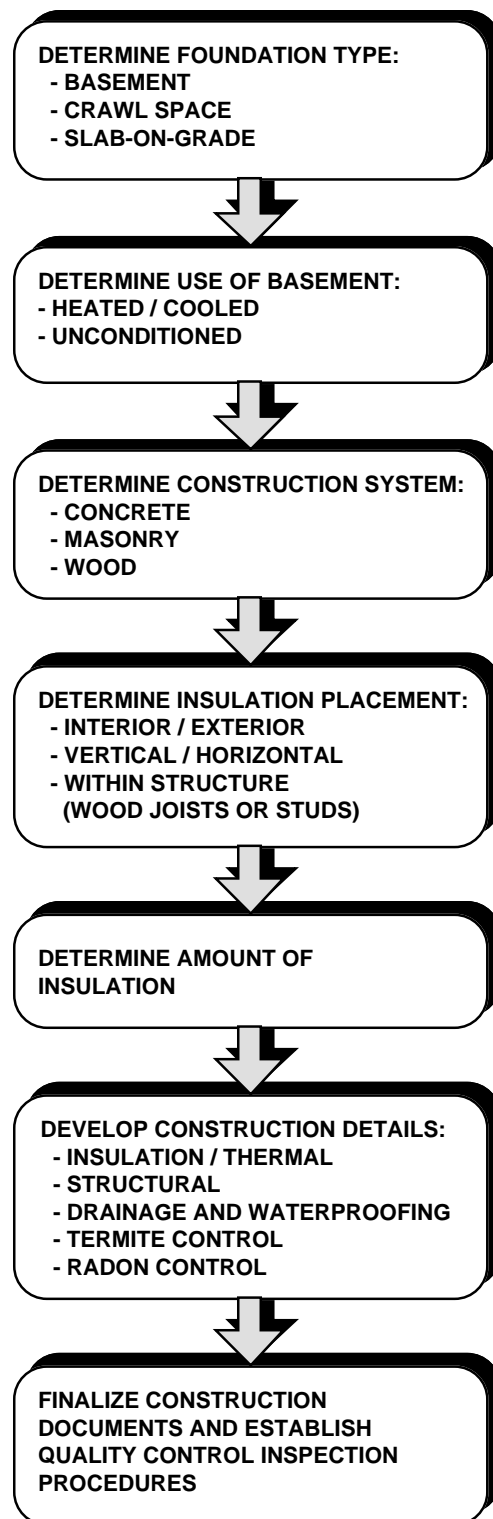 DETERMINE FOUNDATION TYPE:
- BASEMENT
- CRAWL SPACE
- SLAB-ON-GRADE
DETERMINE USE OF BASEMENT:
- HEATED / COOLED
- UNCONDITIONED
DETERMINE CONSTRUCTION SYSTEM:
- CONCRETE
- MASONRY
- WOOD
DETERMINE INSULATION PLACEMENT:
- INTERIOR / EXTERIOR
- VERTICAL / HORIZONTAL
- WITHIN STRUCTURE
(WOOD JOISTS OR STUDS)
DETERMINE AMOUNT OF
INSULATION
DEVELOP CONSTRUCTION DETAILS:
- INSULATION / THERMAL
- STRUCTURAL
- DRAINAGE AND WATERPROOFING
- TERMITE CONTROL
- RADON CONTROL
FINALIZE CONSTRUCTION
DOCUMENTS AND ESTABLISH
QUALITY CONTROL INSPECTION
PROCEDURES